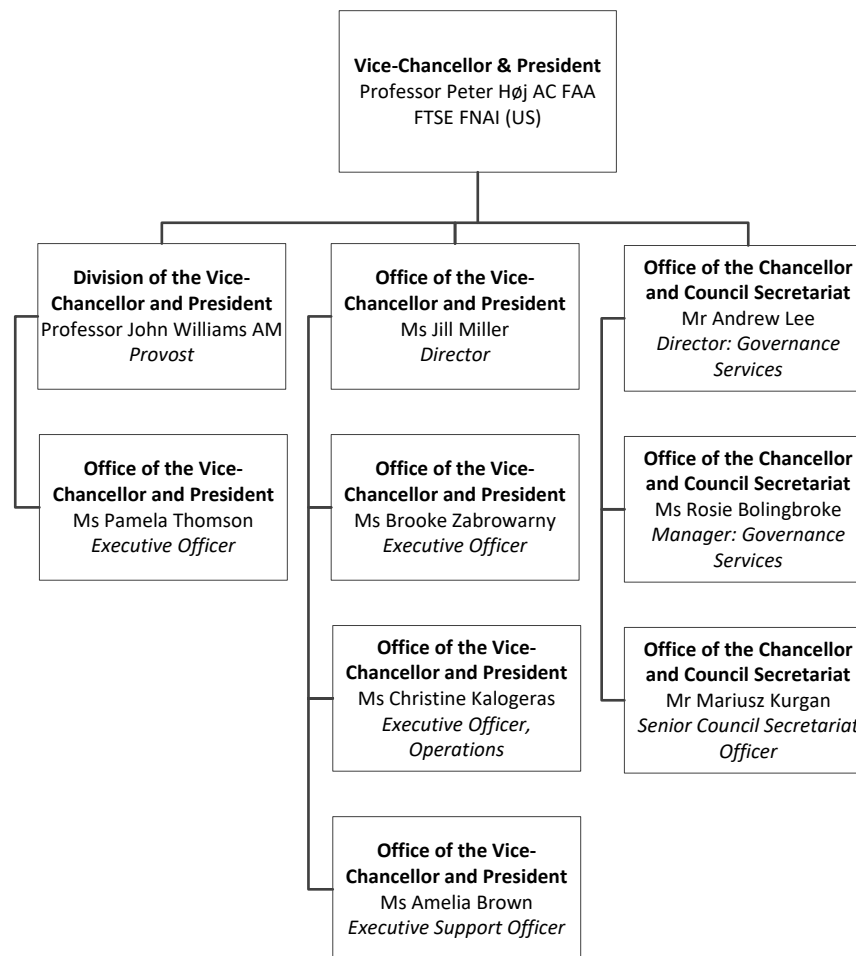 Vice-Chancellor & President
Professor Peter Høj AC FAA
FTSE FNAI (US)
Division of the Vice-
Chancellor and President
Professor John Williams AM
Provost
Office of the Vice-
Chancellor and President
Ms Jill Miller
Director
Office of the Chancellor
and Council Secretariat
Mr Andrew Lee
Director: Governance
Services
Office of the Vice-
Chancellor and President
Ms Pamela Thomson
Executive Officer
Office of the Vice-
Chancellor and President
Ms Brooke Zabrowarny
Executive Officer
Office of the Chancellor
and Council Secretariat
Ms Rosie Bolingbroke
Manager: Governance
Services
Office of the Vice-
Chancellor and President
Ms Christine Kalogeras
Executive Officer,
Operations
Office of the Chancellor
and Council Secretariat
Mr Mariusz Kurgan
Senior Council Secretariat
Officer
Office of the Vice-
Chancellor and President
Ms Amelia Brown
Executive Support Officer